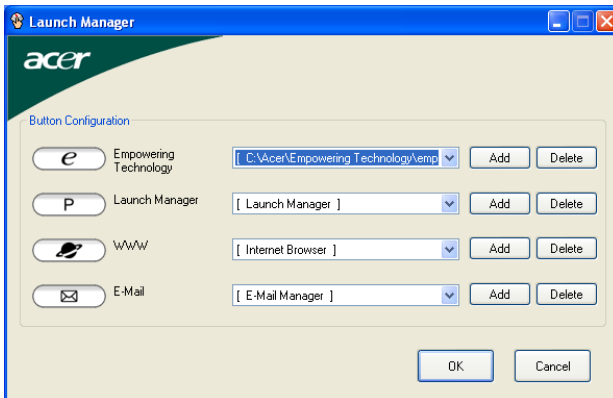 Launch Manager
acer
Button Configuration
e Empowering Technology [ C:\Acer\Empowering Technology\emp Add Delete
P Launch Manager [ Launch Manager ] Add Delete
WWW [ Internet Browser ] Add Delete
E-Mail [ E-Mail Manager ] Add Delete
OK Cancel